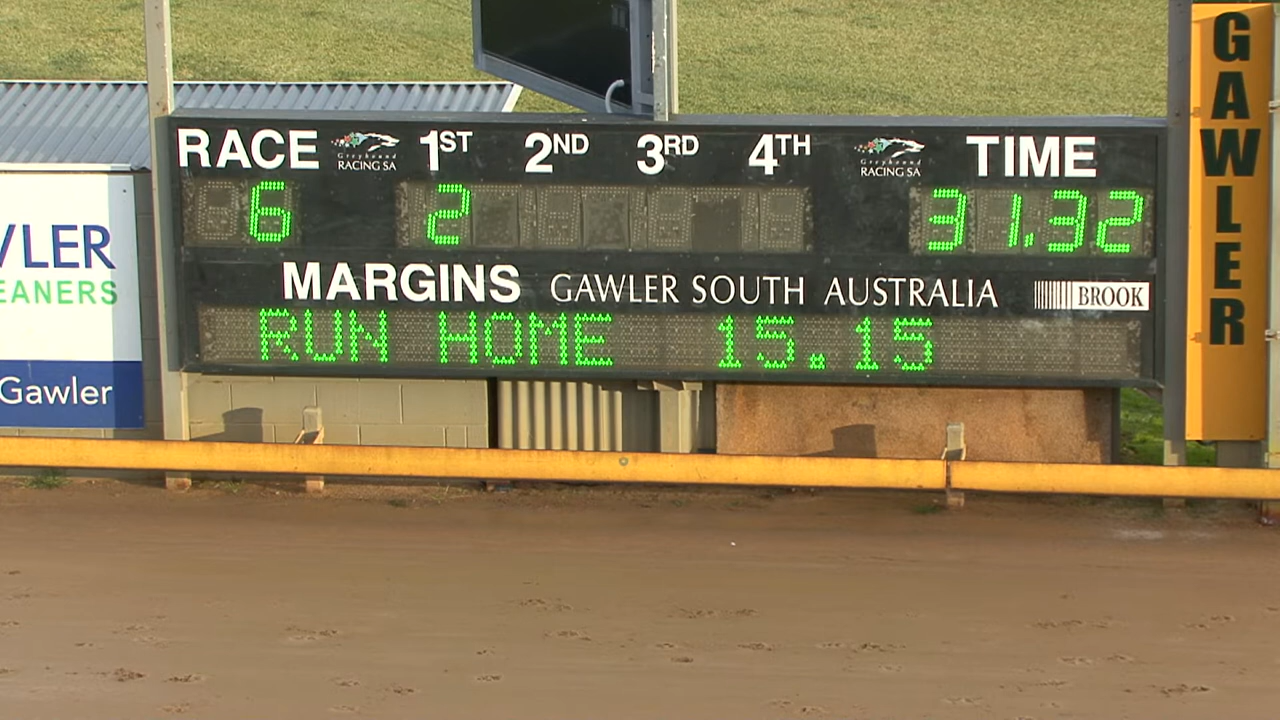 RACE Greyhound RACING SA 1ST 2ND 3RD 4TH Greyhound RACING SA TIME
6 2 31.32
MARGINS GAWLER SOUTH AUSTRALIA BROOK
RUN HOME 15.15
GAWLER
VLER
EANERS
Gawler